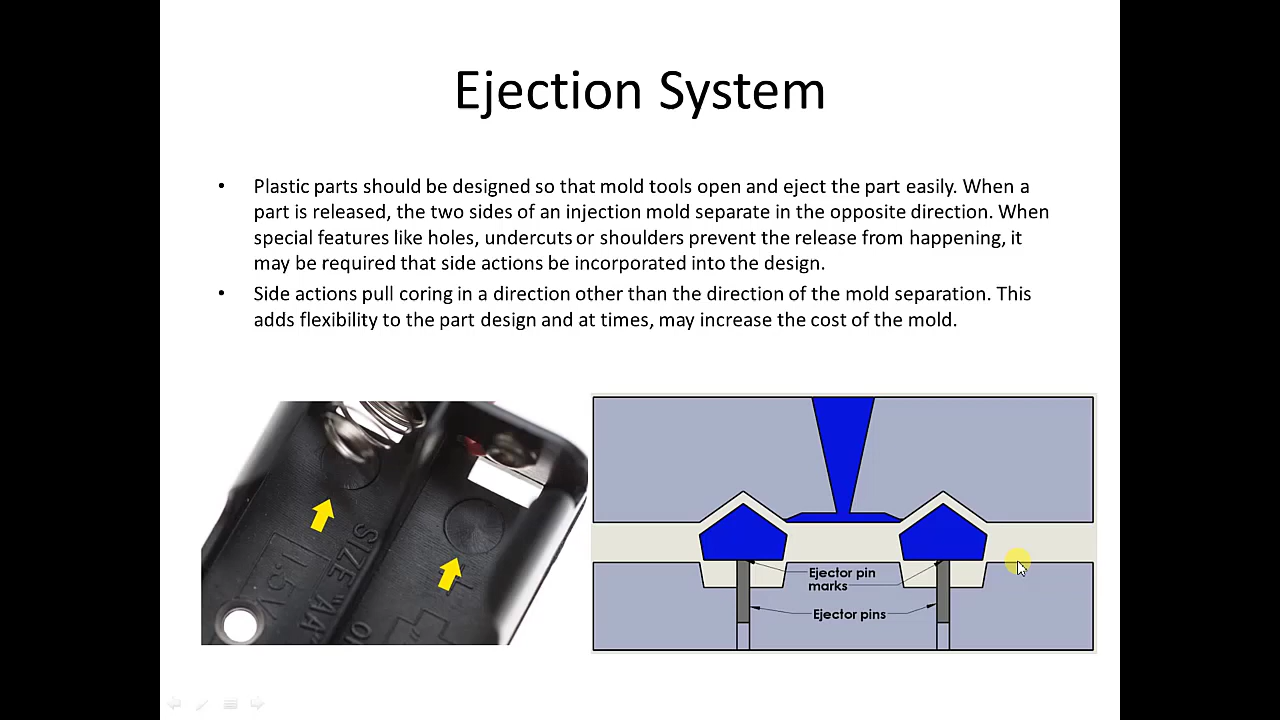 Ejection System
• Plastic parts should be designed so that mold tools open and eject the part easily. When a
part is released, the two sides of an injection mold separate in the opposite direction. When
special features like holes, undercuts or shoulders prevent the release from happening, it
may be required that side actions be incorporated into the design.
• Side actions pull coring in a direction other than the direction of the mold separation. This
adds flexibility to the part design and at times, may increase the cost of the mold.
SIZE "AA"
1.5V
Ejector pin
marks
Ejector pins